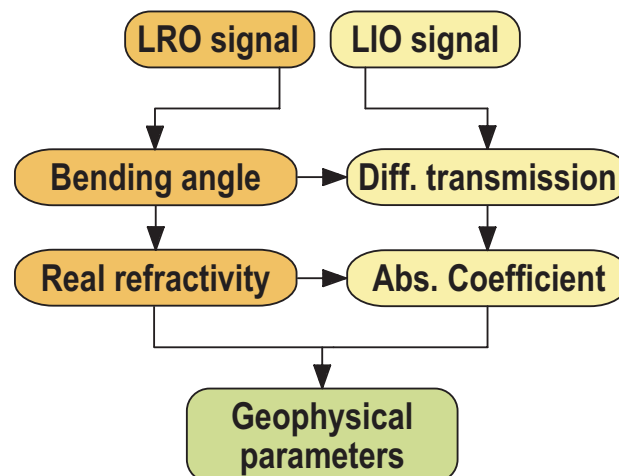 LRO signal
LIO signal
Bending angle
Diff. transmission
Real refractivity
Abs. Coefficient
Geophysical
parameters